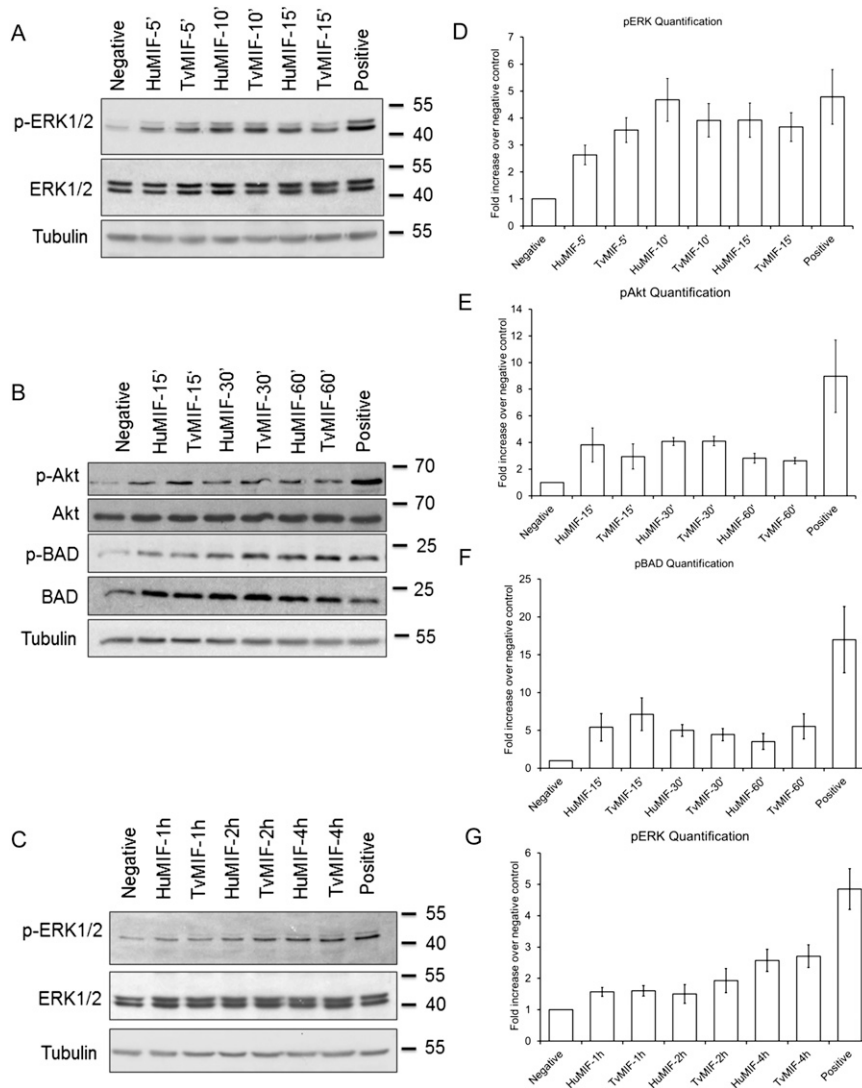 A
Negative
HuMIF-5'
TvMIF-5'
HuMIF-10'
TvMIF-10'
HuMIF-15'
TvMIF-15'
Positive
p-ERK1/2
55
40
ERK1/2
55
40
Tubulin
55
D
pERK Quantification
Fold increase over negative control
7
6
5
4
3
2
1
0
Negative
HuMIF-5'
TvMIF-5'
HuMIF-10'
TvMIF-10'
HuMIF-15'
TvMIF-15'
Positive
B
Negative
HuMIF-15'
TvMIF-15'
HuMIF-30'
TvMIF-30'
HuMIF-60'
TvMIF-60'
Positive
p-Akt
70
Akt
70
p-BAD
25
BAD
25
Tubulin
55
E
pAkt Quantification
Fold increase over negative control
14
12
10
8
6
4
2
0
Negative
HuMIF-15'
TvMIF-15'
HuMIF-30'
TvMIF-30'
HuMIF-60'
TvMIF-60'
Positive
F
pBAD Quantification
Fold increase over negative control
25
20
15
10
5
0
Negative
HuMIF-15'
TvMIF-15'
HuMIF-30'
TvMIF-30'
HuMIF-60'
TvMIF-60'
Positive
C
Negative
HuMIF-1h
TvMIF-1h
HuMIF-2h
TvMIF-2h
HuMIF-4h
TvMIF-4h
Positive
p-ERK1/2
55
40
ERK1/2
55
40
Tubulin
55
G
pERK Quantification
Fold increase over negative control
6
5
4
3
2
1
0
Negative
HuMIF-1h
TvMIF-1h
HuMIF-2h
TvMIF-2h
HuMIF-4h
TvMIF-4h
Positive